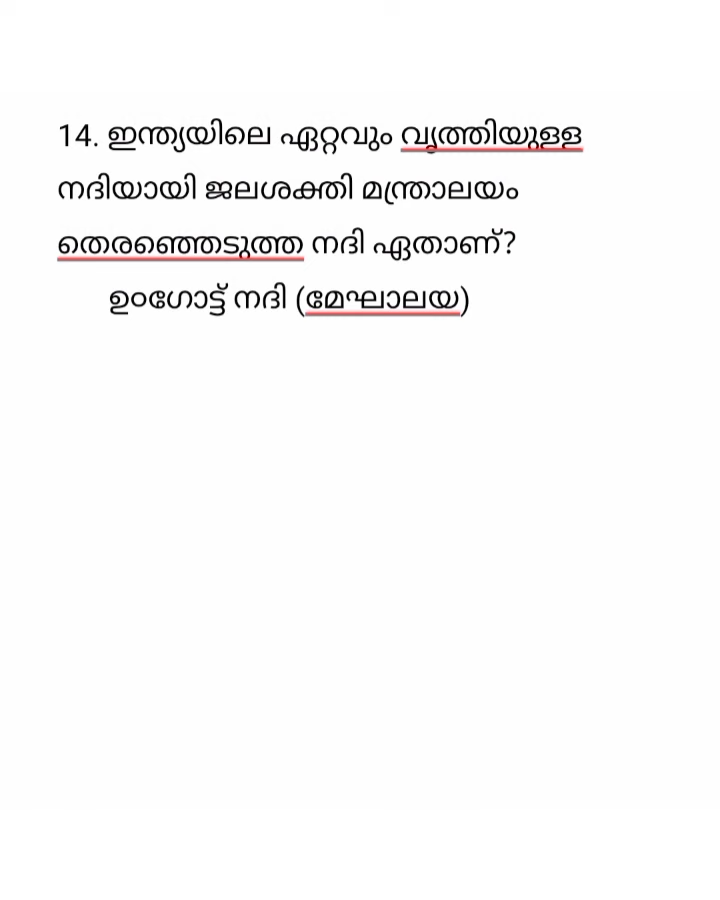 14. ഇന്ത്യയിലെ ഏറ്റവും വൃത്തിയുള്ള
നദിയായി ജലശക്തി മന്ത്രാലയം
തെരഞ്ഞെടുത്ത നദി ഏതാണ്?
ഉംഗോട്ട് നദി (മേഘാലയ)